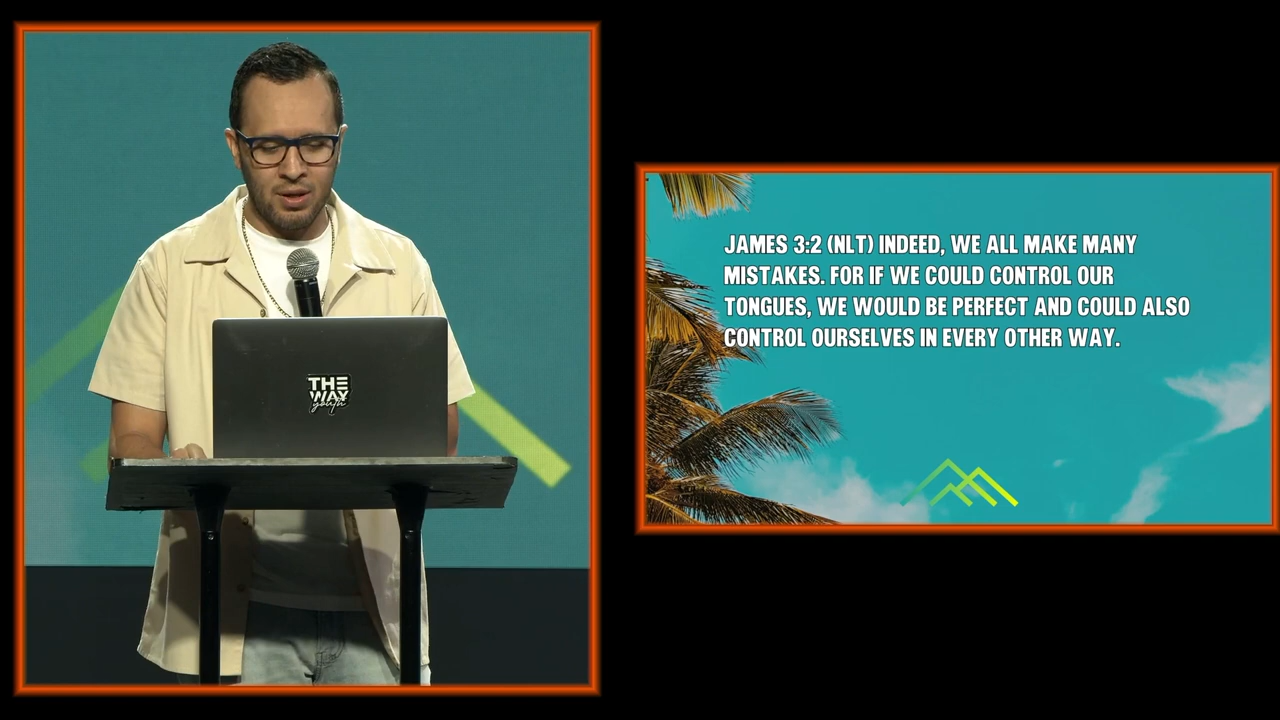 THE
WAY
youth
JAMES 3:2 (NLT) INDEED, WE ALL MAKE MANY
MISTAKES. FOR IF WE COULD CONTROL OUR
TONGUES, WE WOULD BE PERFECT AND COULD ALSO
CONTROL OURSELVES IN EVERY OTHER WAY.